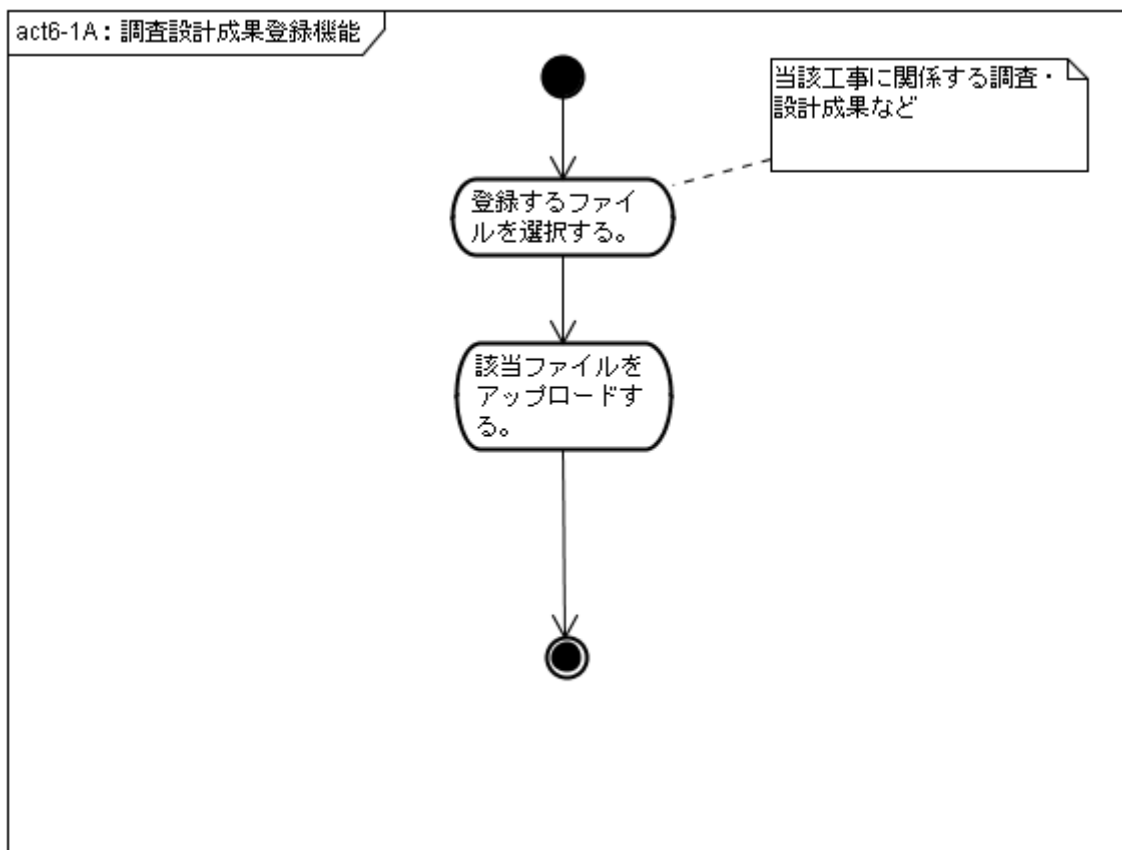 act6-1A：調査設計成果登録機能
当該工事に関係する調査・
設計成果など
登録するファイ
ルを選択する。
該当ファイルを
アップロードす
る。